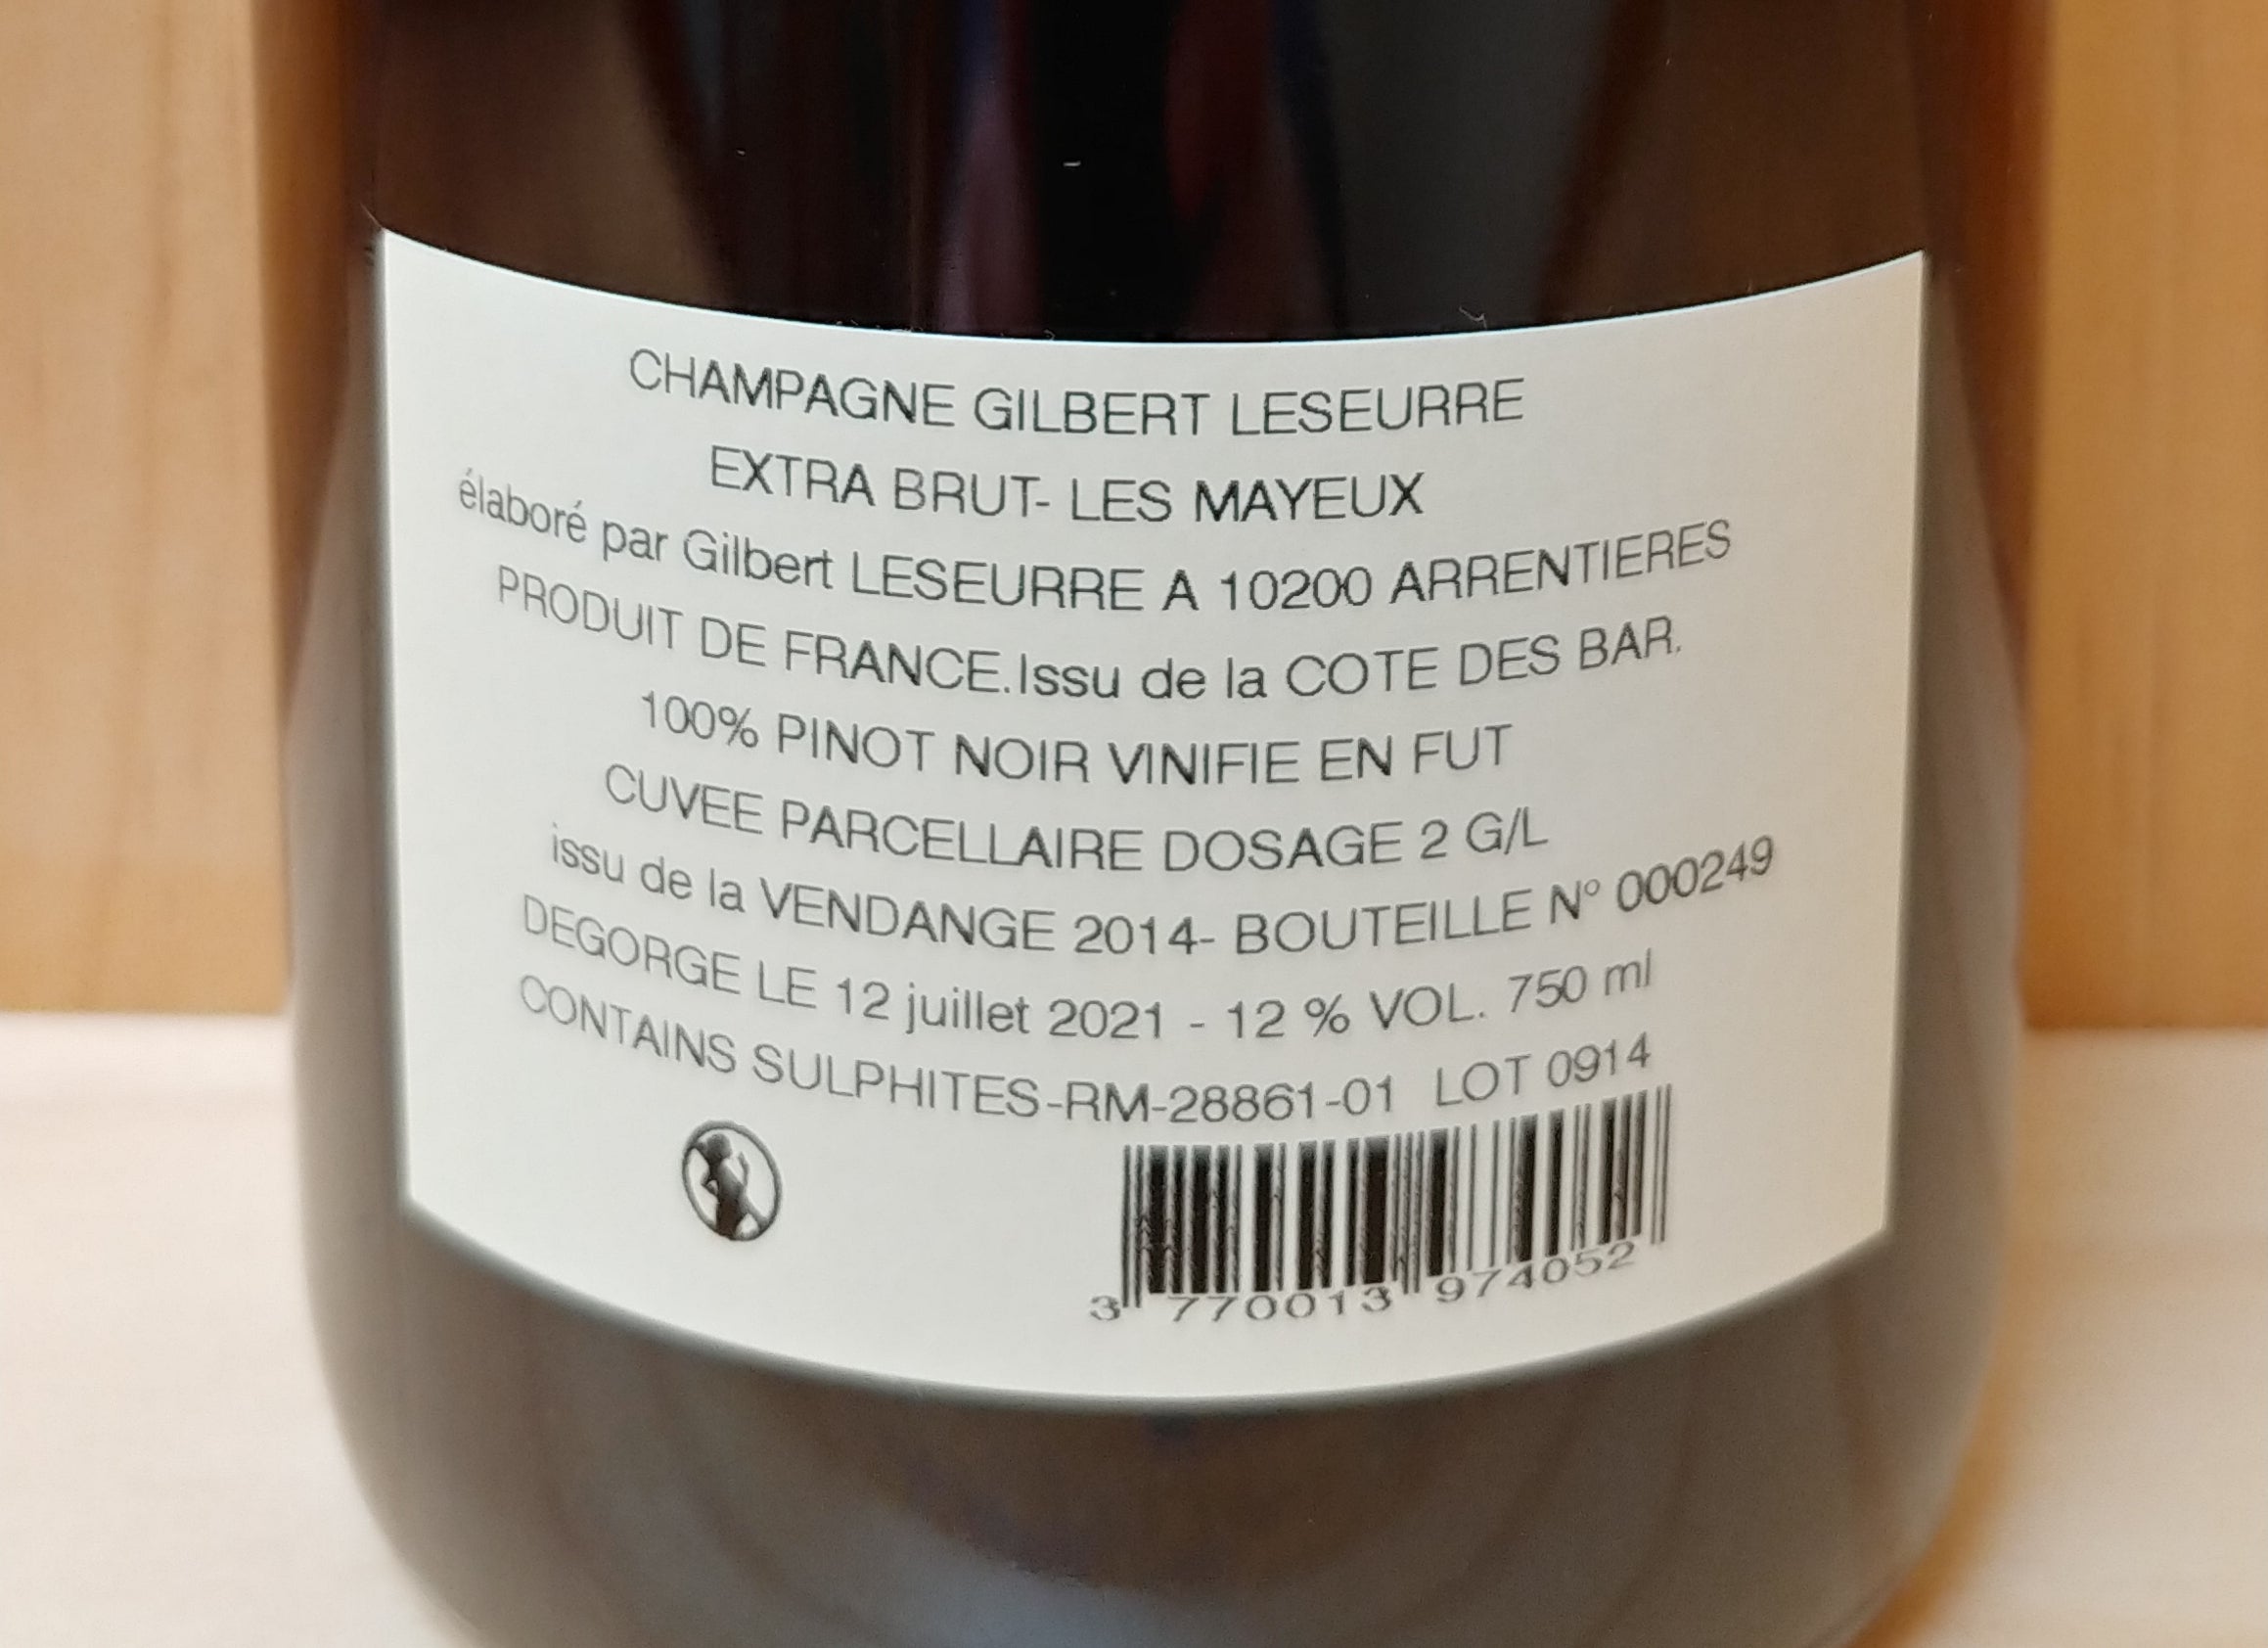 CHAMPAGNE GILBERT LESEURRE
EXTRA BRUT- LES MAYEUX
élaboré par Gilbert LESEURRE A 10200 ARRENTIERES
PRODUIT DE FRANCE.Issu de la COTE DES BAR.
100% PINOT NOIR VINIFIE EN FUT
CUVEE PARCELLAIRE DOSAGE 2 G/L
issu de la VENDANGE 2014- BOUTEILLE N° 000249
DEGORGE LE 12 juillet 2021 - 12 % VOL. 750 ml
CONTAINS SULPHITES-RM-28861-01 LOT 0914
3 770013 974052